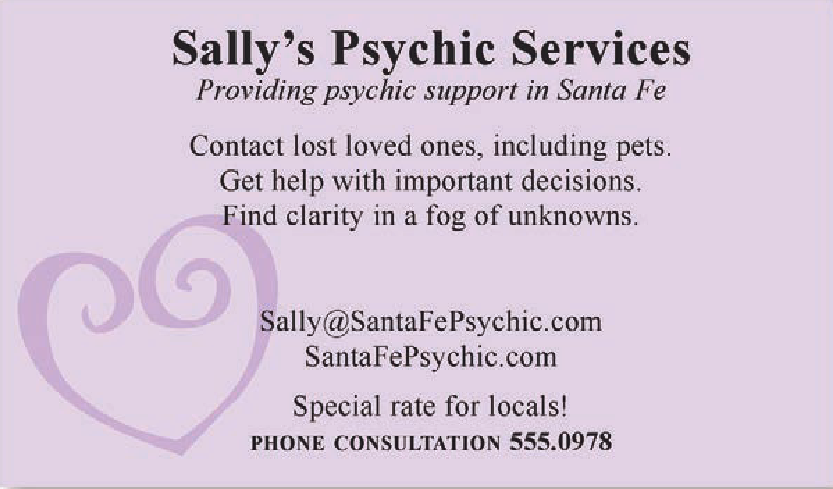 Sally’s Psychic Services
Providing psychic support in Santa Fe
Contact lost loved ones, including pets.
Get help with important decisions.
Find clarity in a fog of unknowns.
Sally@SantaFePsychic.com
SantaFePsychic.com
Special rate for locals!
PHONE CONSULTATION 555.0978